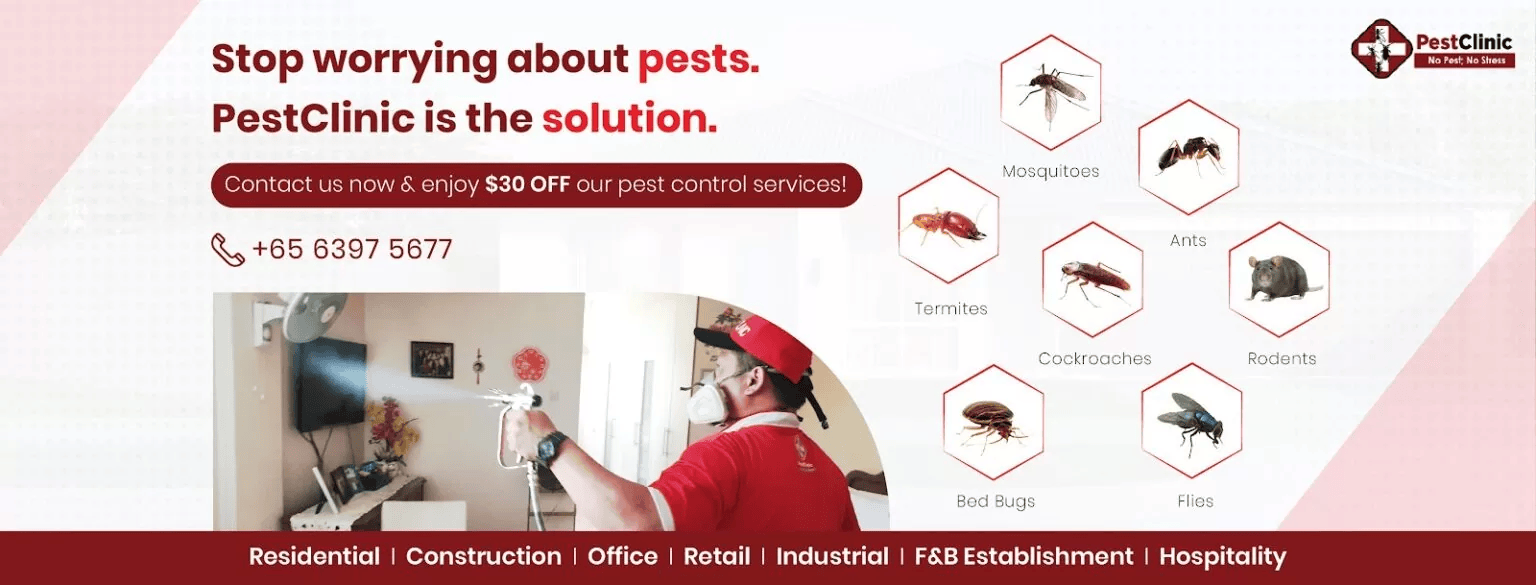 Stop worrying about pests.
PestClinic is the solution.
Contact us now & enjoy $30 OFF our pest control services!
+65 6397 5677
PestClinic
No Pest; No Stress
Mosquitoes
Ants
Termites
Cockroaches
Rodents
Bed Bugs
Flies
Residential | Construction | Office | Retail | Industrial | F&B Establishment | Hospitality